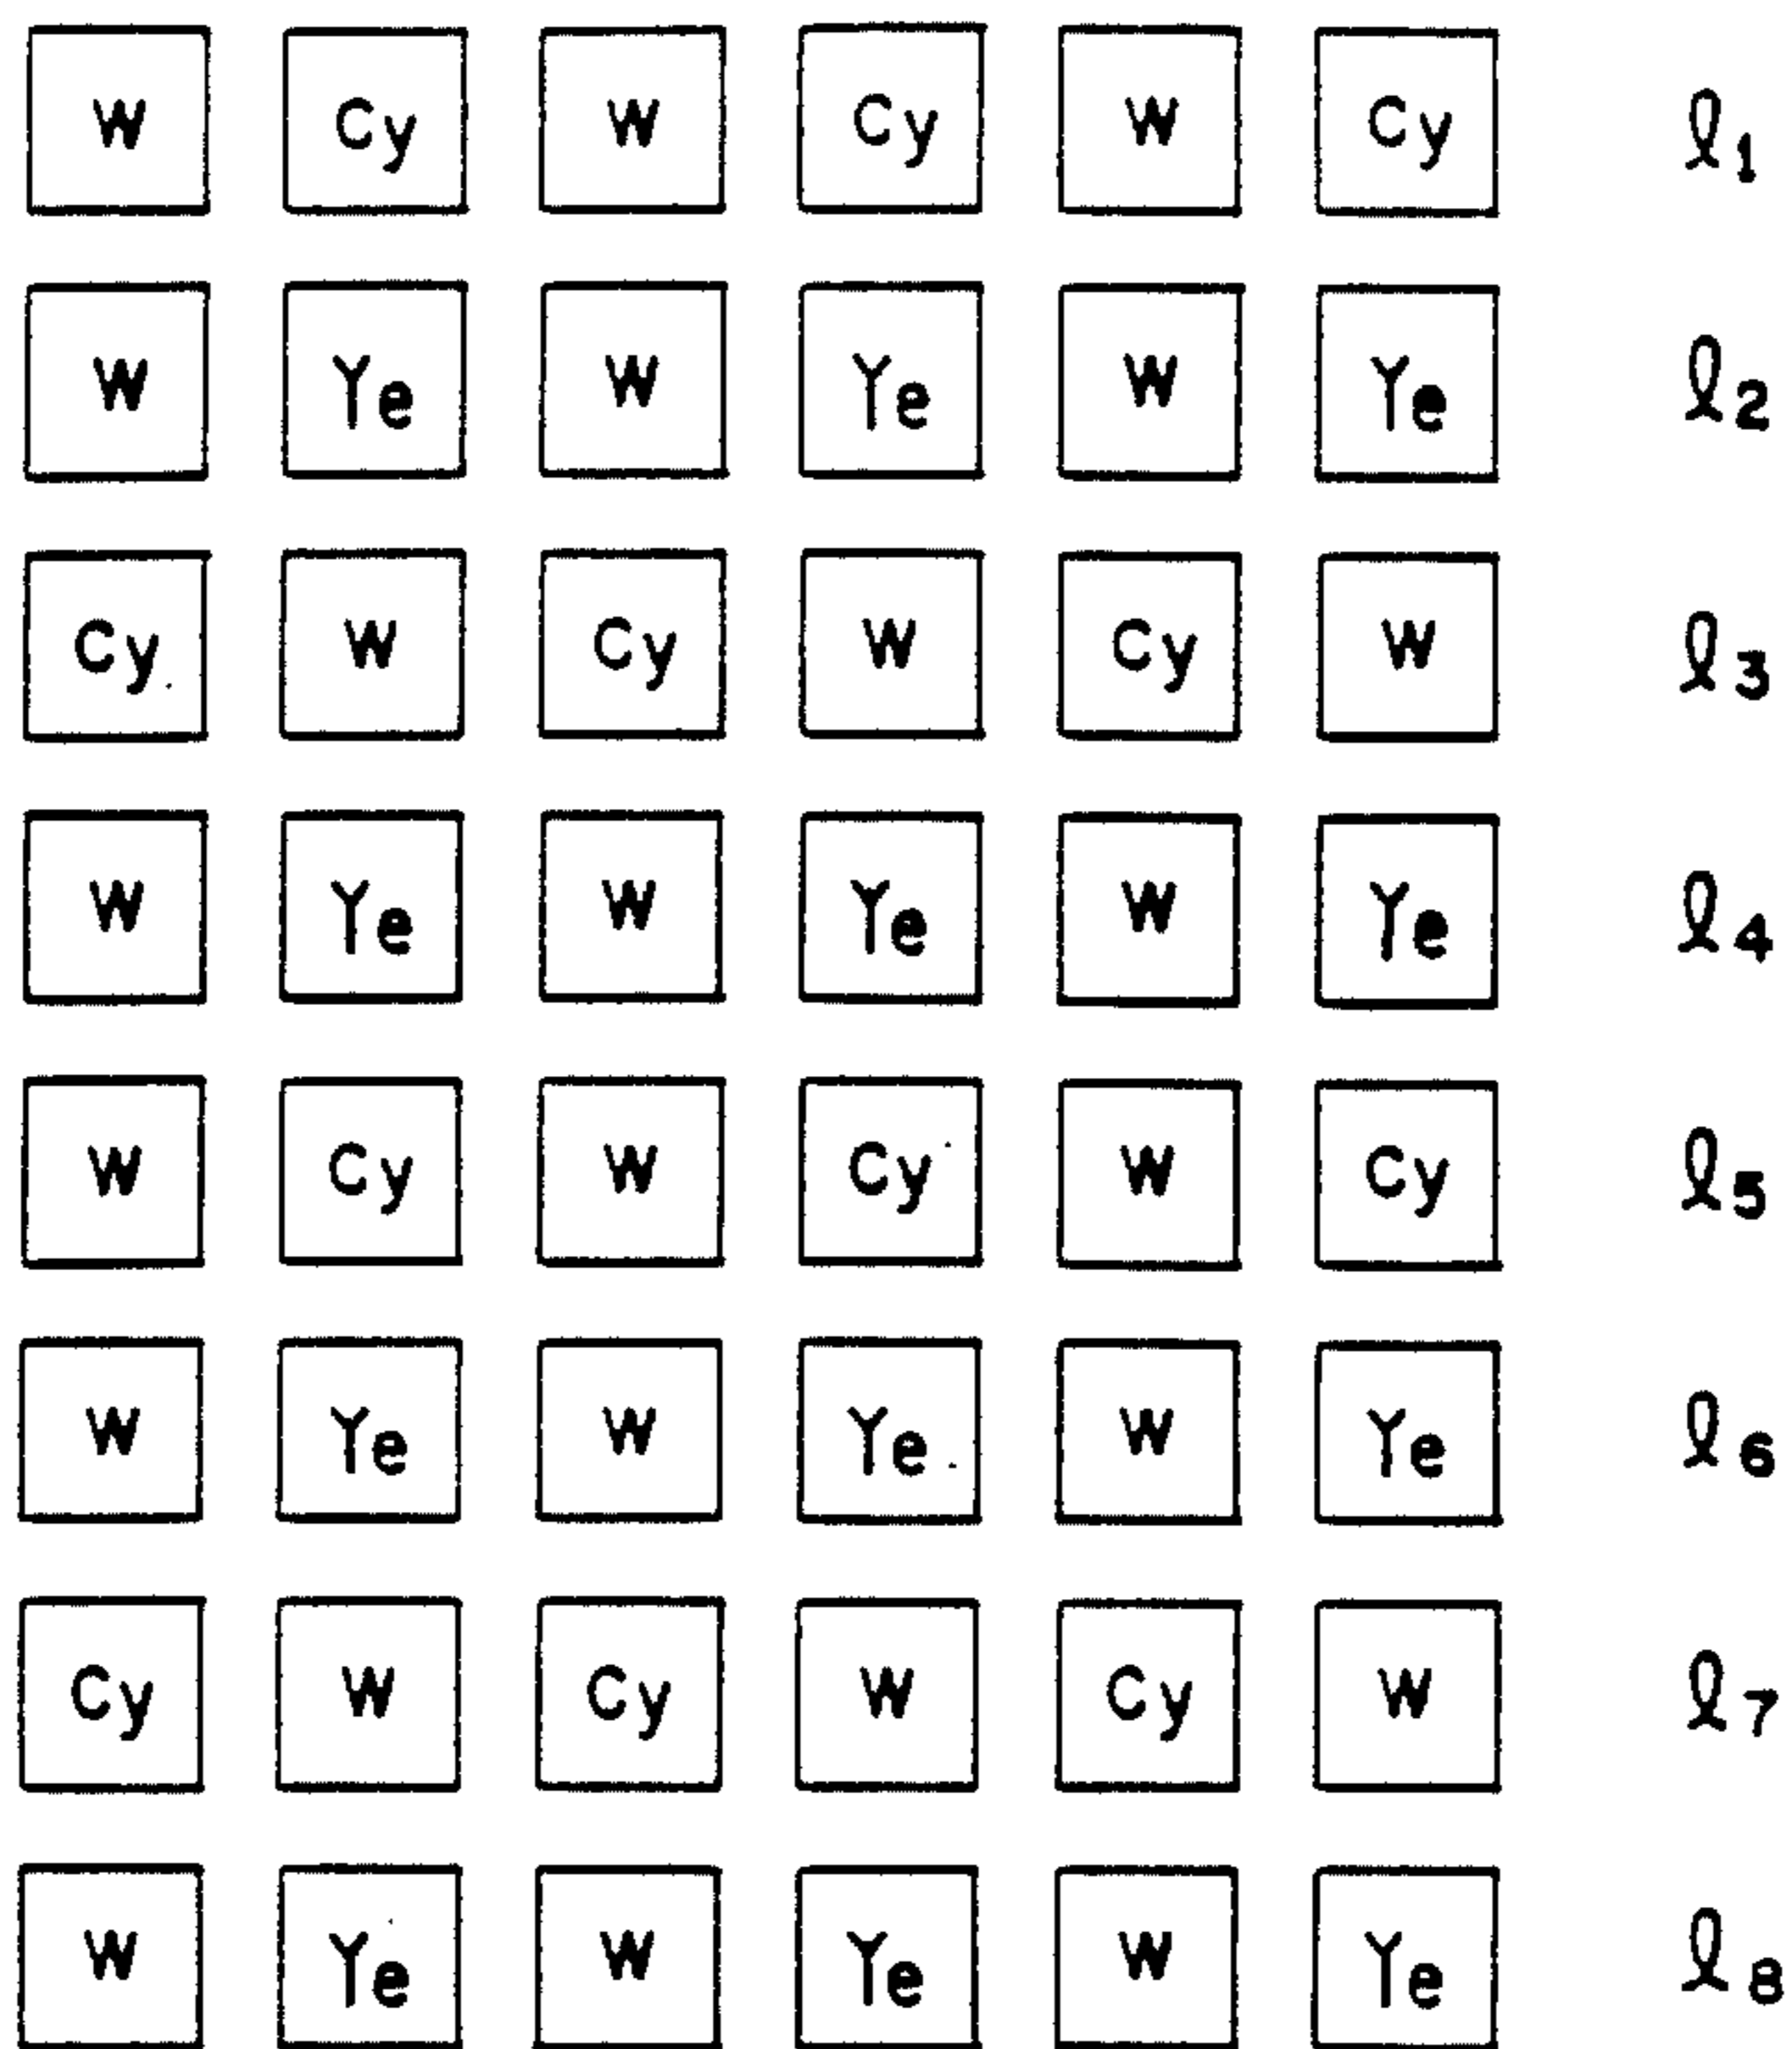 W Cy W Cy W Cy ℓ1
W Ye W Ye W Ye ℓ2
Cy W Cy W Cy W ℓ3
W Ye W Ye W Ye ℓ4
W Cy W Cy W Cy ℓ5
W Ye W Ye W Ye ℓ6
Cy W Cy W Cy W ℓ7
W Ye W Ye W Ye ℓ8